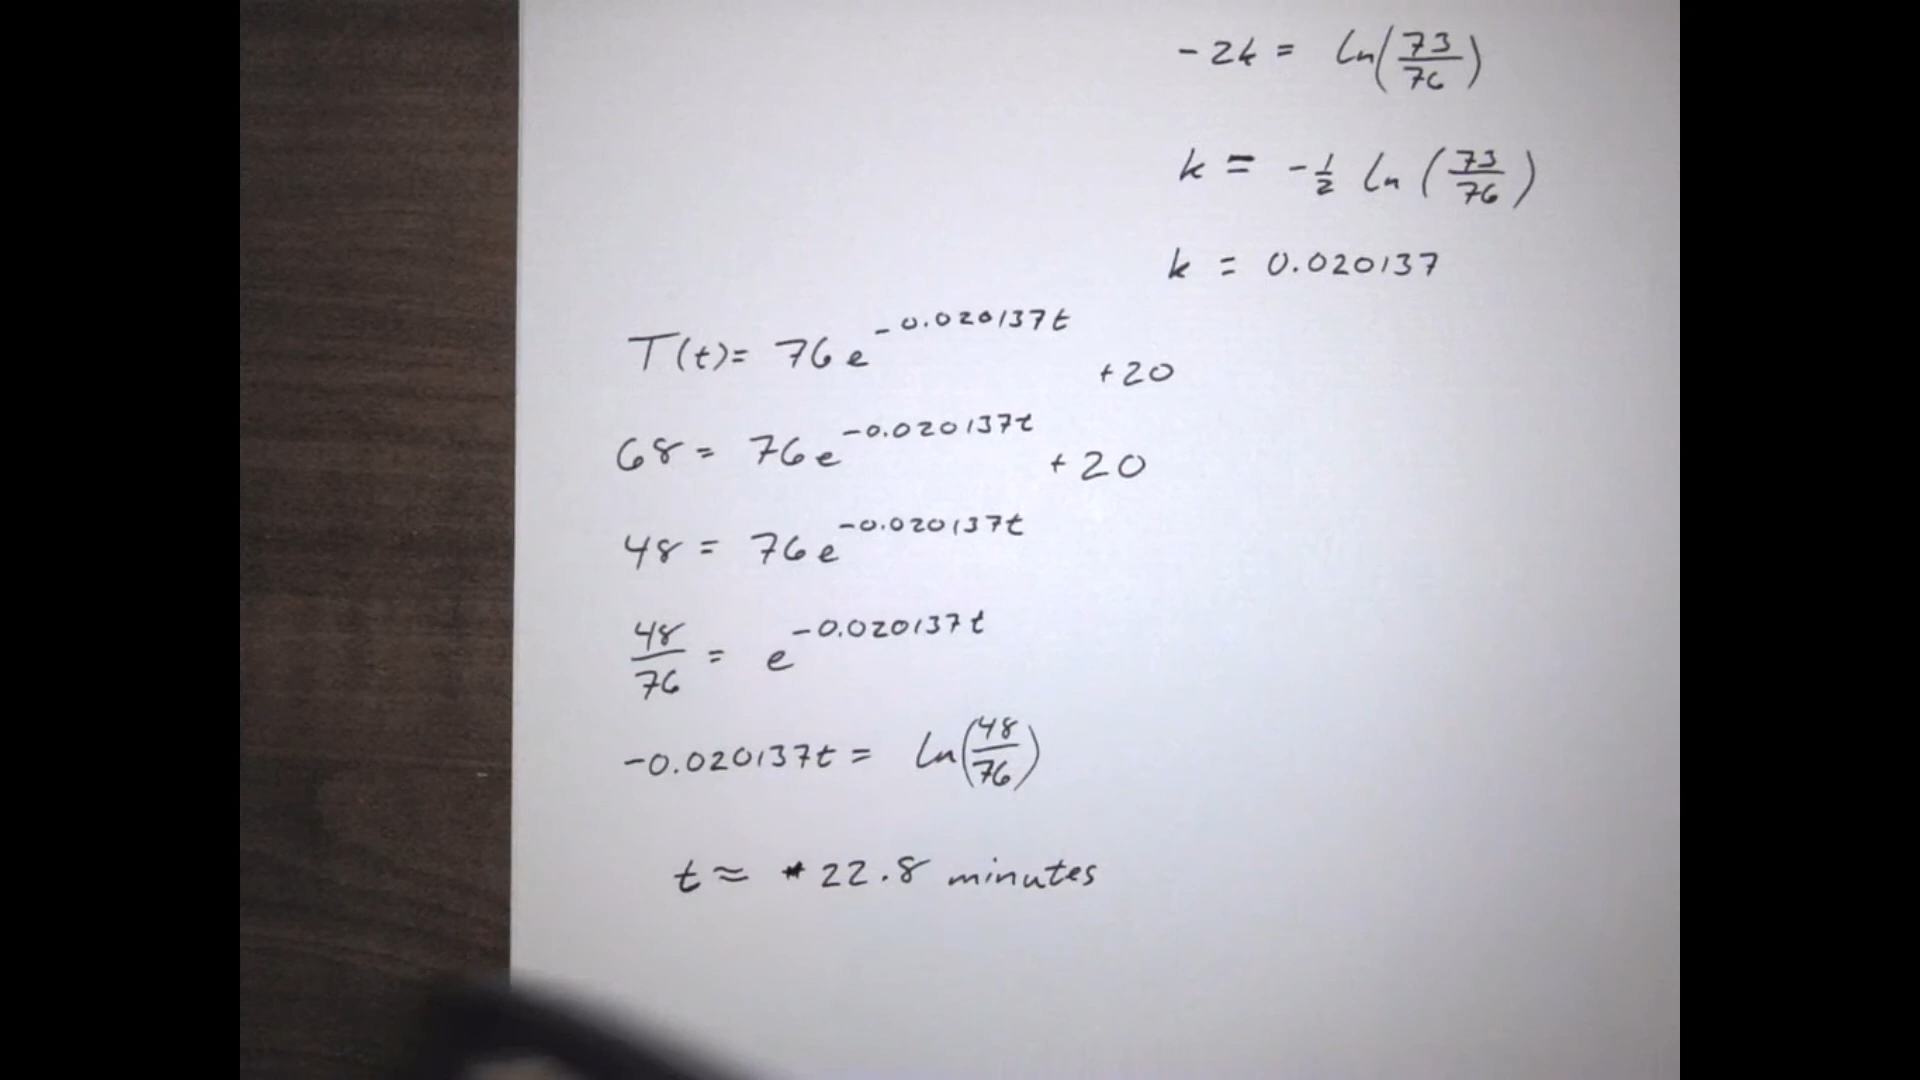 -2k = ln(73/76)
k = -1/2 ln(73/76)
k = 0.020137
T(t)= 76e^-0.020137t +20
68 = 76e^-0.020137t +20
48 = 76e^-0.020137t
48/76 = e^-0.020137t
-0.020137t = ln(48/76)
t ≈ 22.8 minutes